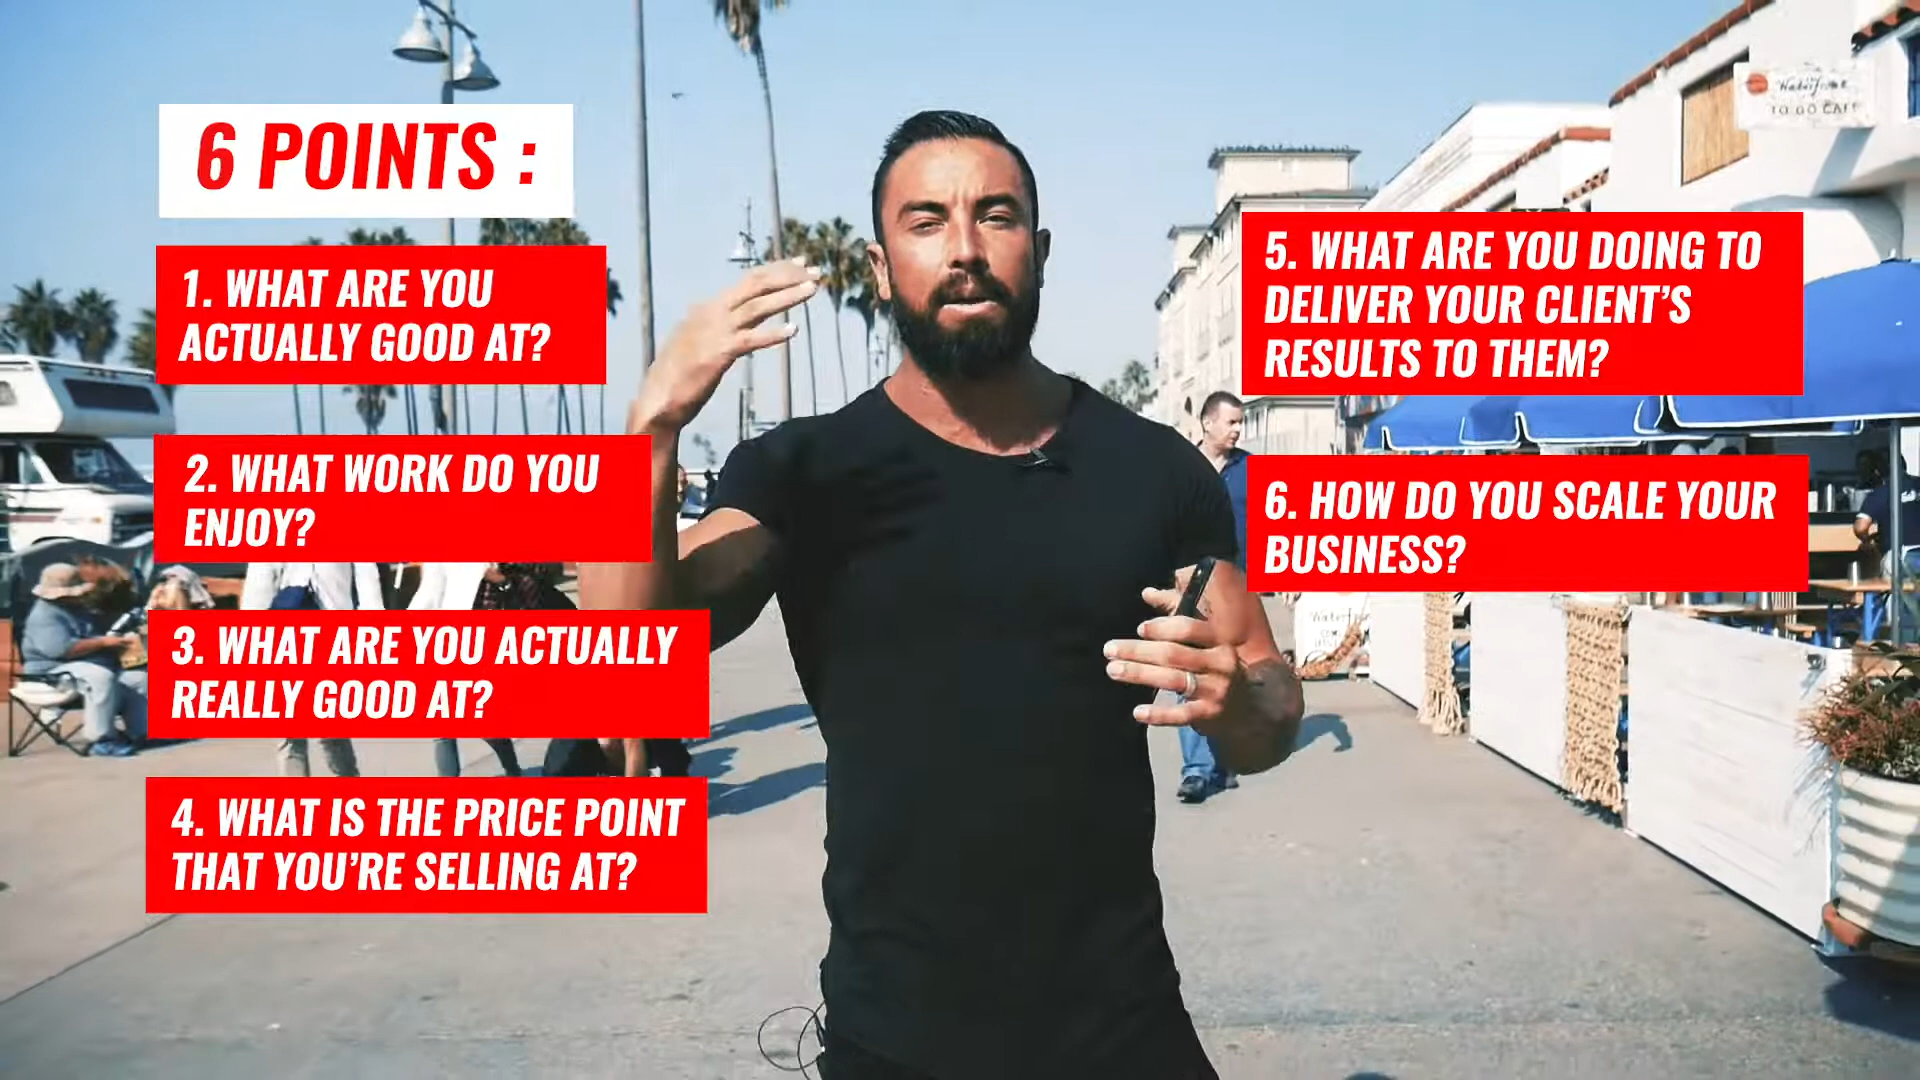 6 POINTS :
1. WHAT ARE YOU
ACTUALLY GOOD AT?
2. WHAT WORK DO YOU
ENJOY?
3. WHAT ARE YOU ACTUALLY
REALLY GOOD AT?
4. WHAT IS THE PRICE POINT
THAT YOU’RE SELLING AT?
5. WHAT ARE YOU DOING TO
DELIVER YOUR CLIENT’S
RESULTS TO THEM?
6. HOW DO YOU SCALE YOUR
BUSINESS?
Waterfront
TO GO CAFE